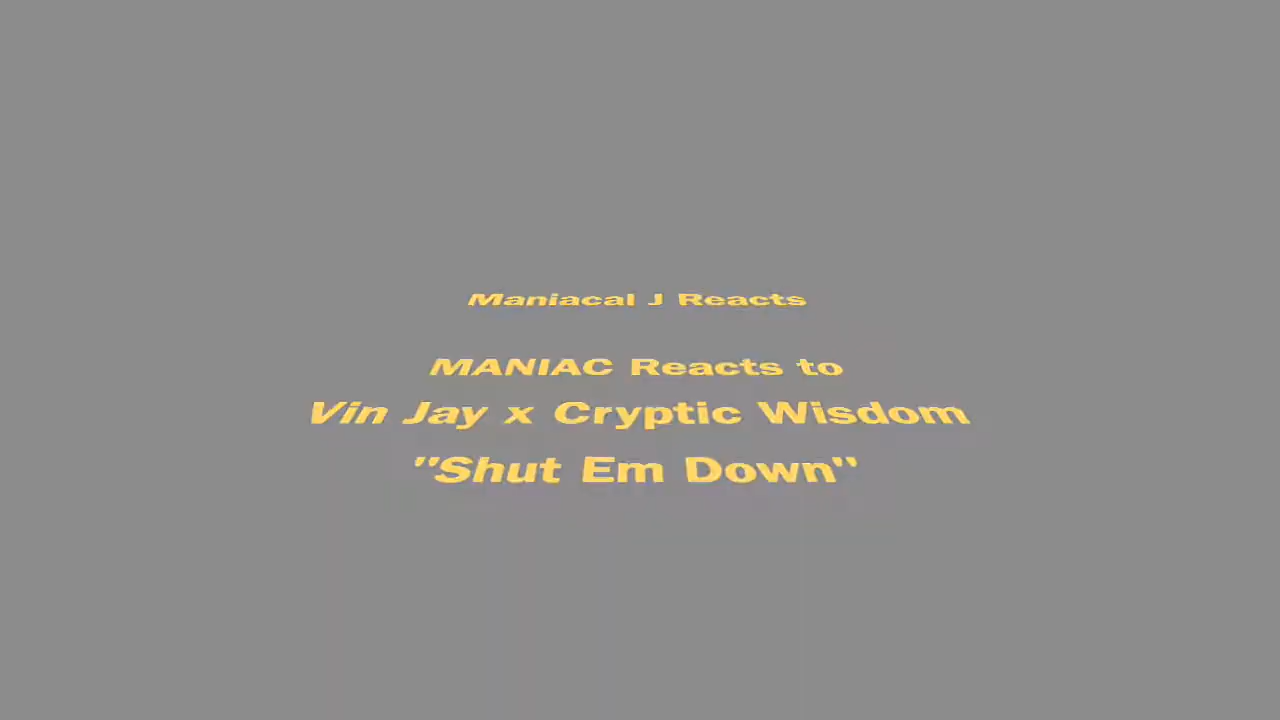 Maniacal J Reacts
MANIAC Reacts to
Vin Jay x Cryptic Wisdom
"Shut Em Down"